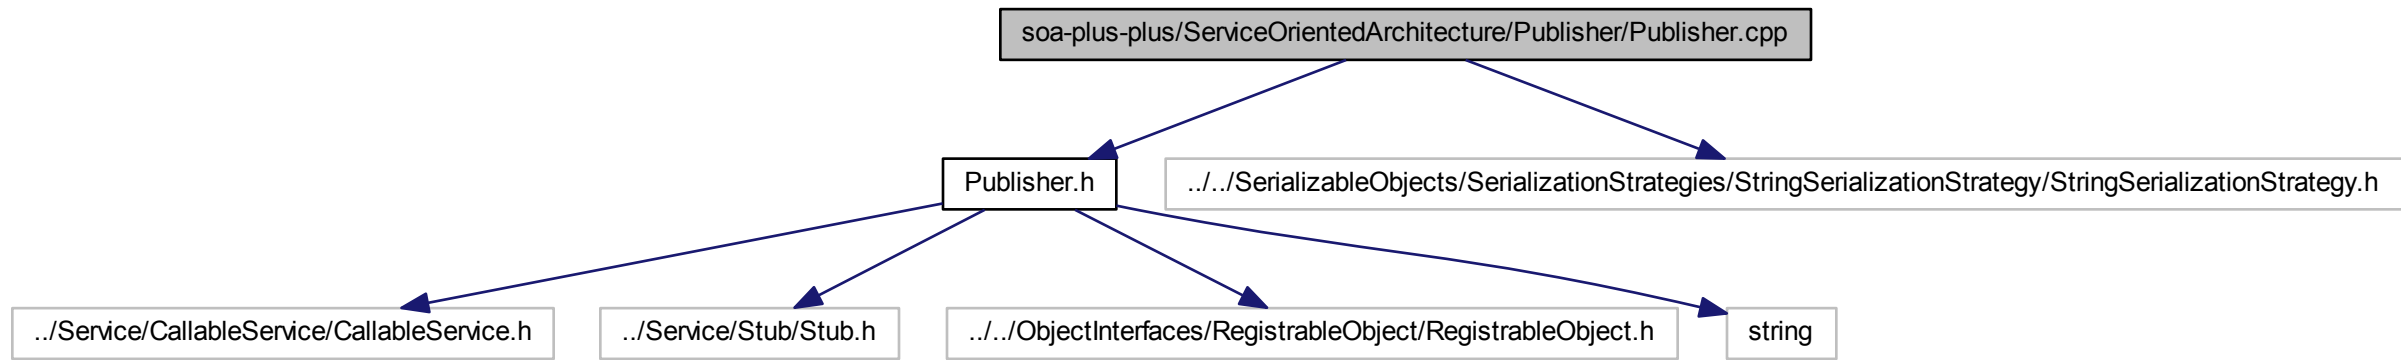 soa-plus-plus/ServiceOrientedArchitecture/Publisher/Publisher.cpp
Publisher.h
../../SerializableObjects/SerializationStrategies/StringSerializationStrategy/StringSerializationStrategy.h
../Service/CallableService/CallableService.h
../Service/Stub/Stub.h
../../ObjectInterfaces/RegistrableObject/RegistrableObject.h
string